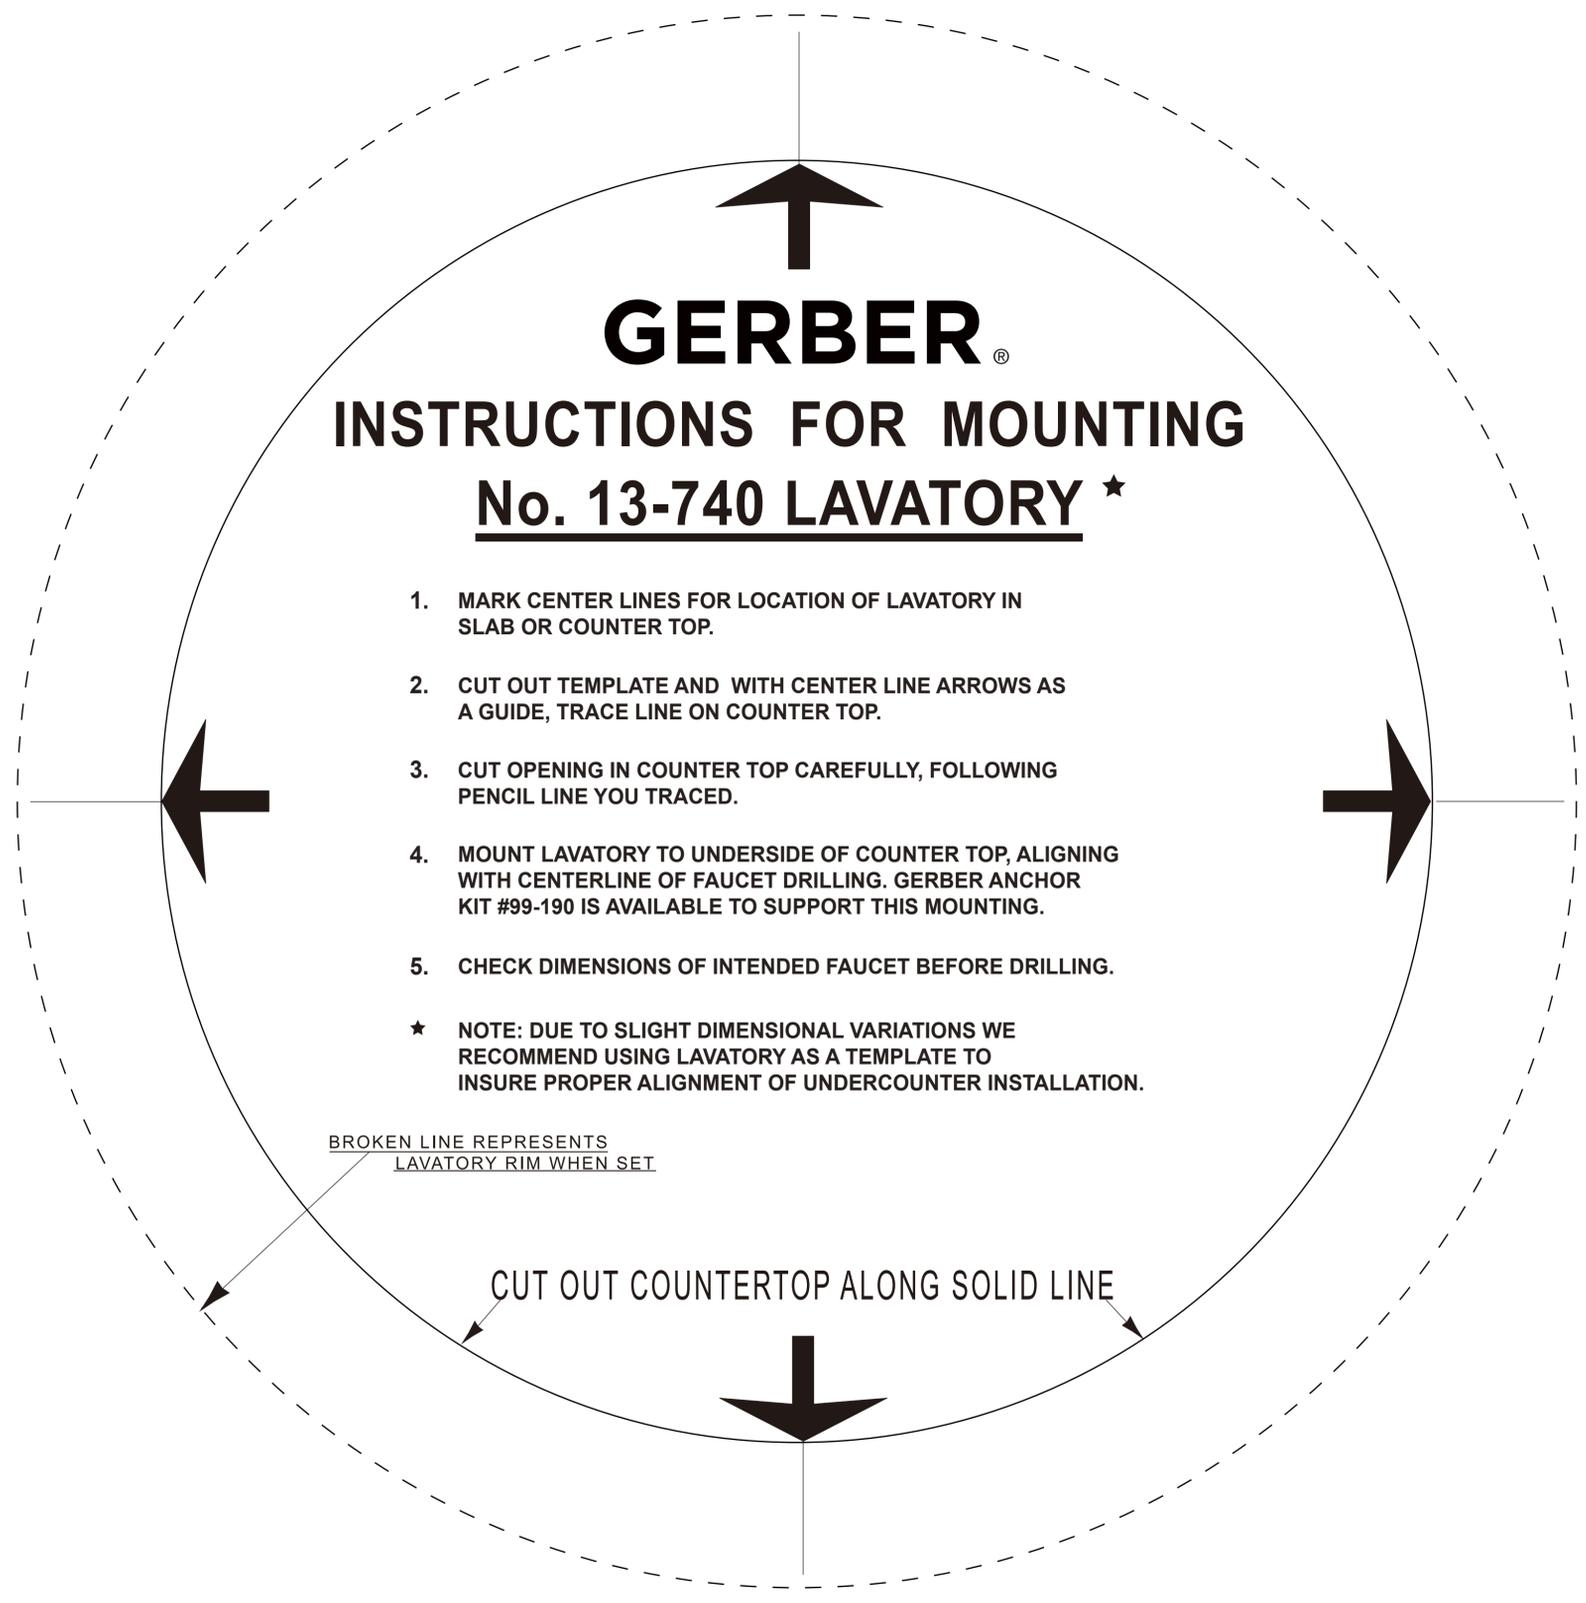 GERBER ®
INSTRUCTIONS FOR MOUNTING
No. 13-740 LAVATORY ★
1. MARK CENTER LINES FOR LOCATION OF LAVATORY IN
SLAB OR COUNTER TOP.
2. CUT OUT TEMPLATE AND WITH CENTER LINE ARROWS AS
A GUIDE, TRACE LINE ON COUNTER TOP.
3. CUT OPENING IN COUNTER TOP CAREFULLY, FOLLOWING
PENCIL LINE YOU TRACED.
4. MOUNT LAVATORY TO UNDERSIDE OF COUNTER TOP, ALIGNING
WITH CENTERLINE OF FAUCET DRILLING. GERBER ANCHOR
KIT #99-190 IS AVAILABLE TO SUPPORT THIS MOUNTING.
5. CHECK DIMENSIONS OF INTENDED FAUCET BEFORE DRILLING.
★ NOTE: DUE TO SLIGHT DIMENSIONAL VARIATIONS WE
RECOMMEND USING LAVATORY AS A TEMPLATE TO
INSURE PROPER ALIGNMENT OF UNDERCOUNTER INSTALLATION.
BROKEN LINE REPRESENTS
LAVATORY RIM WHEN SET
CUT OUT COUNTERTOP ALONG SOLID LINE